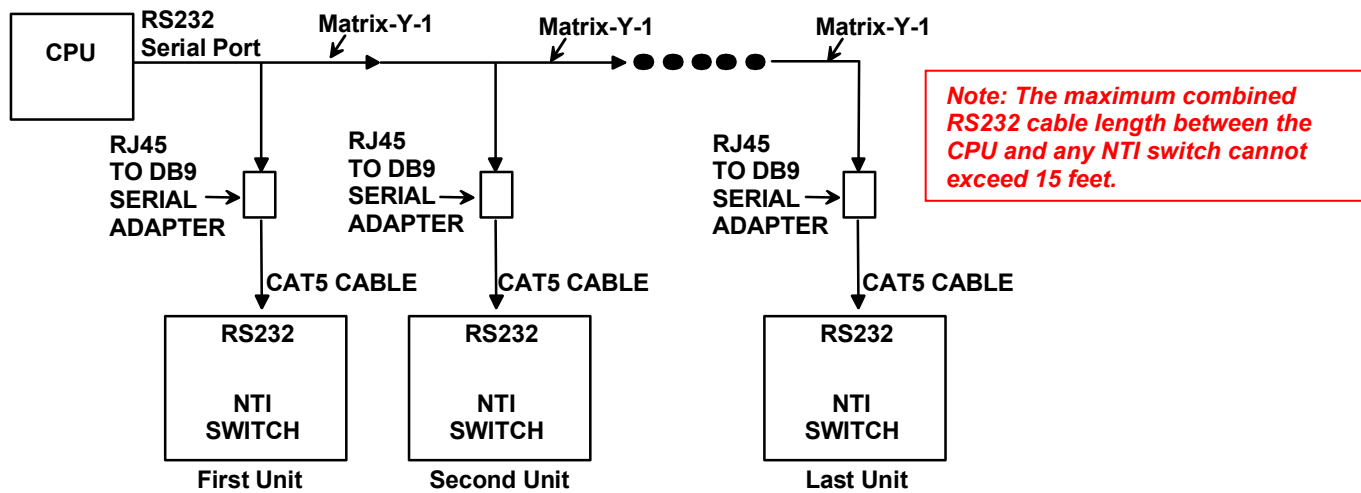 CPU
RS232
Serial Port
Matrix-Y-1
Matrix-Y-1
Matrix-Y-1
Note: The maximum combined
RS232 cable length between the
CPU and any NTI switch cannot
exceed 15 feet.
RJ45
TO DB9
SERIAL
ADAPTER
RJ45
TO DB9
SERIAL
ADAPTER
RJ45
TO DB9
SERIAL
ADAPTER
CAT5 CABLE
CAT5 CABLE
CAT5 CABLE
RS232
NTI
SWITCH
First Unit
RS232
NTI
SWITCH
Second Unit
RS232
NTI
SWITCH
Last Unit